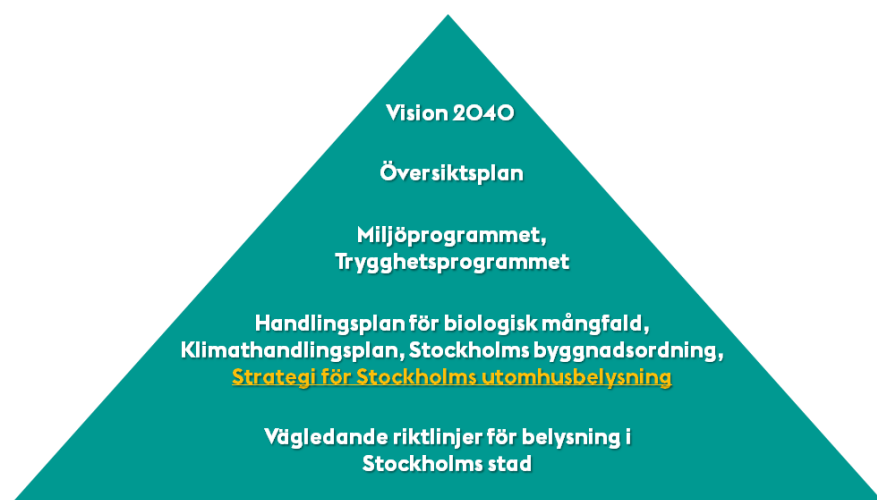 Vision 2040
Översiktsplan
Miljöprogrammet,
Trygghetsprogrammet
Handlingsplan för biologisk mångfald,
Klimathandlingsplan, Stockholms byggnadsordning,
Strategi för Stockholms utomhusbelysning
Vägledande riktlinjer för belysning i
Stockholms stad